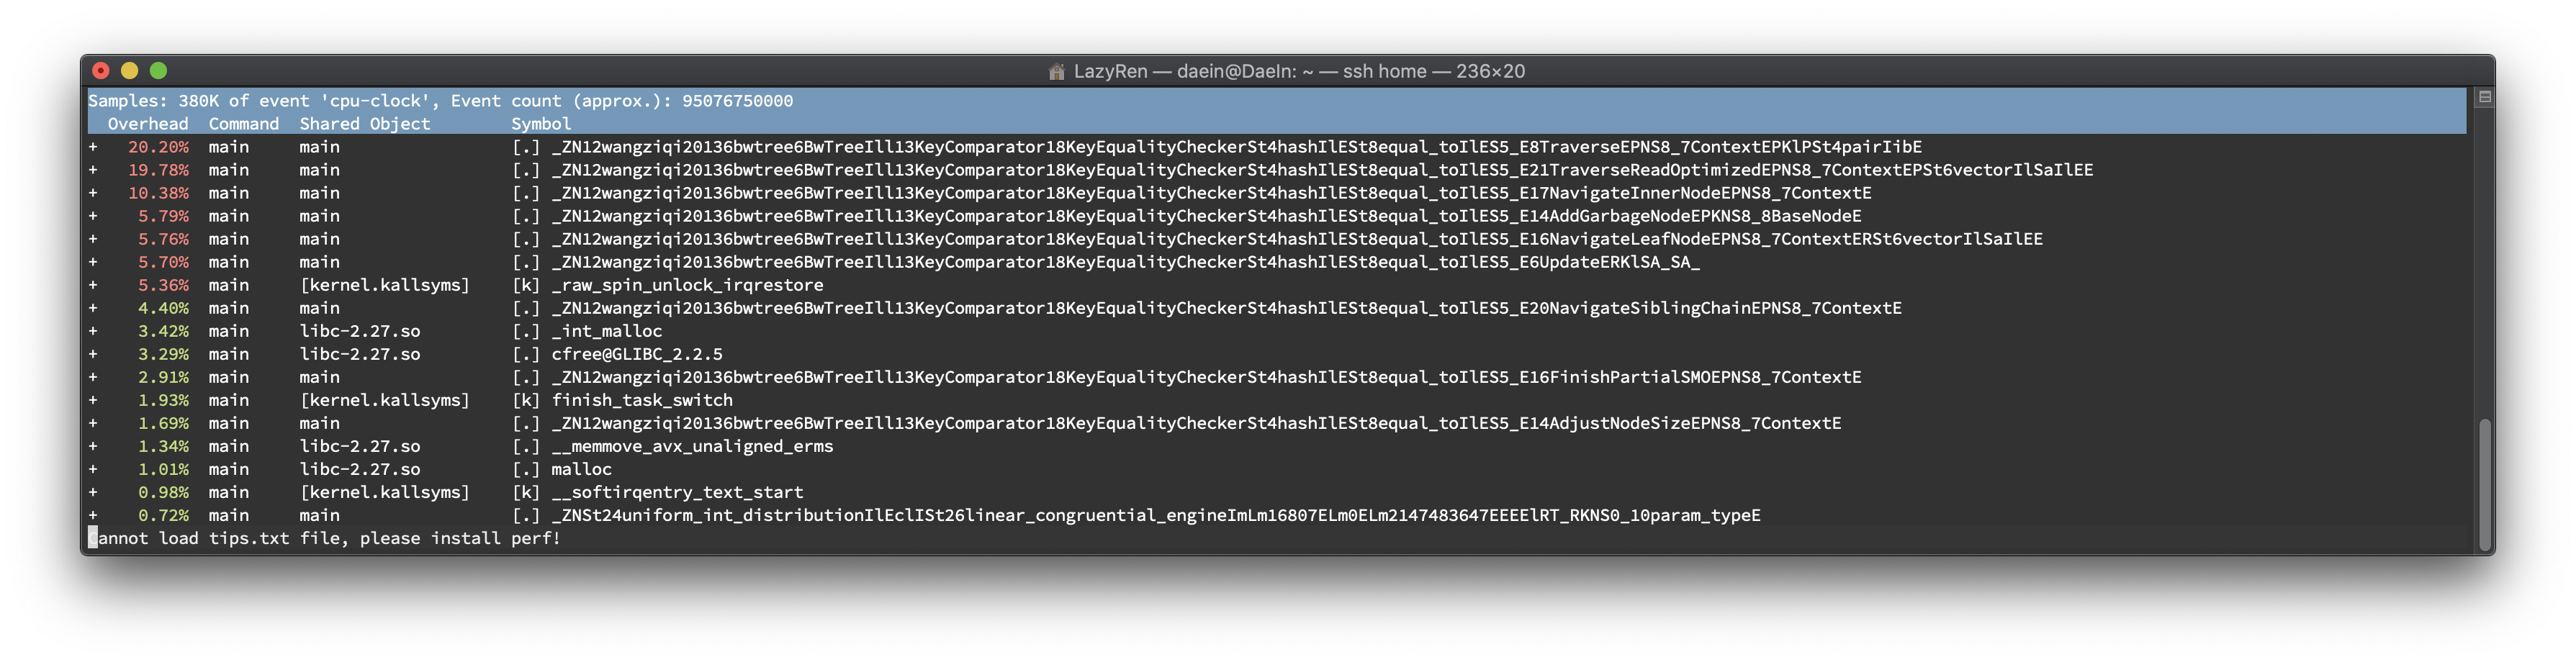 LazyRen — daein@DaeIn: ~ — ssh home — 236×20
Samples: 380K of event 'cpu-clock', Event count (approx.): 95076750000
Overhead  Command  Shared Object  Symbol
+ 20.20% main main [.] _ZN12wangziqi20136bwtree6BwTreeIll13KeyComparator18KeyEqualityCheckerSt4hashIlESt8equal_toIlES5_E8TraverseEPNS8_7ContextEPKlPSt4pairIibE
+ 19.78% main main [.] _ZN12wangziqi20136bwtree6BwTreeIll13KeyComparator18KeyEqualityCheckerSt4hashIlESt8equal_toIlES5_E21TraverseReadOptimizedEPNS8_7ContextEPSt6vectorIlSaIlEE
+ 10.38% main main [.] _ZN12wangziqi20136bwtree6BwTreeIll13KeyComparator18KeyEqualityCheckerSt4hashIlESt8equal_toIlES5_E17NavigateInnerNodeEPNS8_7ContextE
+ 5.79% main main [.] _ZN12wangziqi20136bwtree6BwTreeIll13KeyComparator18KeyEqualityCheckerSt4hashIlESt8equal_toIlES5_E14AddGarbageNodeEPKNS8_8BaseNodeE
+ 5.76% main main [.] _ZN12wangziqi20136bwtree6BwTreeIll13KeyComparator18KeyEqualityCheckerSt4hashIlESt8equal_toIlES5_E16NavigateLeafNodeEPNS8_7ContextERSt6vectorIlSaIlEE
+ 5.70% main main [.] _ZN12wangziqi20136bwtree6BwTreeIll13KeyComparator18KeyEqualityCheckerSt4hashIlESt8equal_toIlES5_E6UpdateERKlSA_SA_
+ 5.36% main [kernel.kallsyms] [k] _raw_spin_unlock_irqrestore
+ 4.40% main main [.] _ZN12wangziqi20136bwtree6BwTreeIll13KeyComparator18KeyEqualityCheckerSt4hashIlESt8equal_toIlES5_E20NavigateSiblingChainEPNS8_7ContextE
+ 3.42% main libc-2.27.so [.] _int_malloc
+ 3.29% main libc-2.27.so [.] cfree@GLIBC_2.2.5
+ 2.91% main main [.] _ZN12wangziqi20136bwtree6BwTreeIll13KeyComparator18KeyEqualityCheckerSt4hashIlESt8equal_toIlES5_E16FinishPartialSMOEPNS8_7ContextE
+ 1.93% main [kernel.kallsyms] [k] finish_task_switch
+ 1.69% main main [.] _ZN12wangziqi20136bwtree6BwTreeIll13KeyComparator18KeyEqualityCheckerSt4hashIlESt8equal_toIlES5_E14AdjustNodeSizeEPNS8_7ContextE
+ 1.34% main libc-2.27.so [.] __memmove_avx_unaligned_erms
+ 1.01% main libc-2.27.so [.] malloc
+ 0.98% main [kernel.kallsyms] [k] __softirqentry_text_start
+ 0.72% main main [.] _ZNSt24uniform_int_distributionIlEclISt26linear_congruential_engineImLm16807ELm0ELm2147483647EEEElRT_RKNS0_10param_typeE
Cannot load tips.txt file, please install perf!